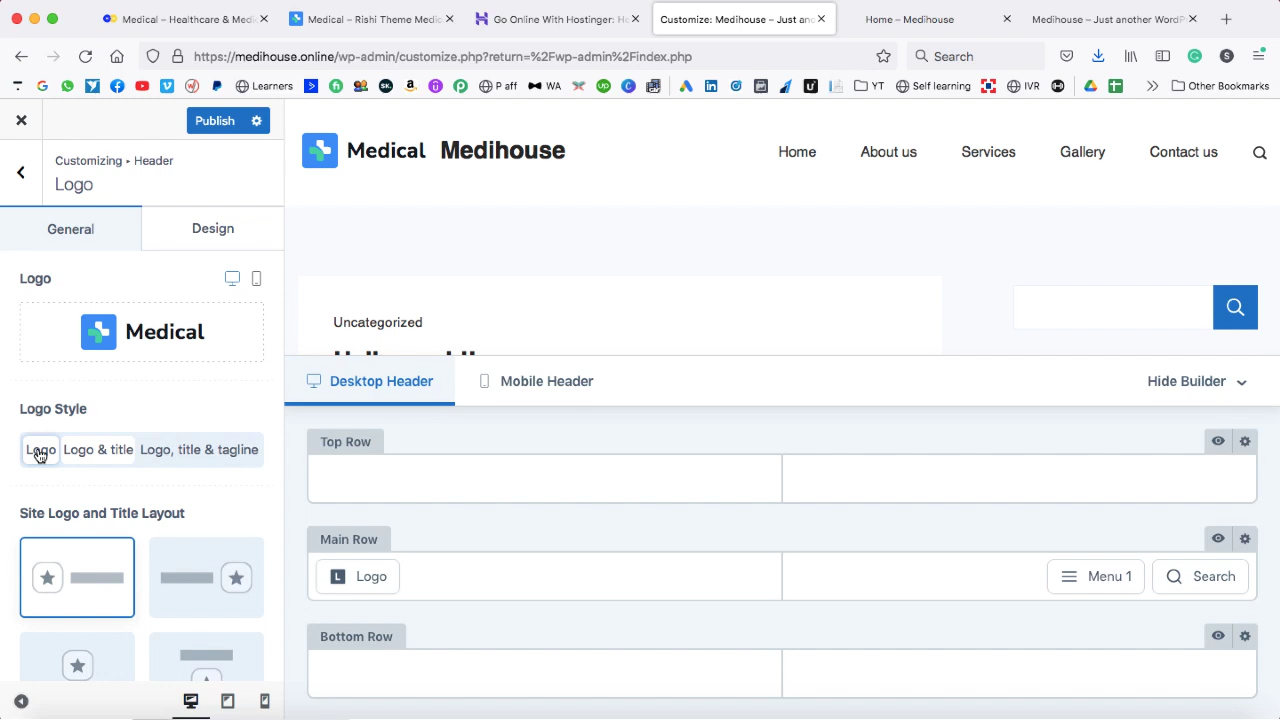 Medical – Healthcare & Medi
Medical – Rishi Theme Medic
Go Online With Hostinger: Ho
Customize: Medihouse – Just an
Home – Medihouse
Medihouse – Just another WordP
https://medihouse.online/wp-admin/customize.php?return=%2Fwp-admin%2Findex.php
Search
Learners
P aff
WA
YT
Self learning
IVR
Other Bookmarks
Publish
Customizing ▸ Header
Logo
General
Design
Logo
Medical
Logo Style
Logo
Logo & title
Logo, title & tagline
Site Logo and Title Layout
Medical
Medihouse
Home
About us
Services
Gallery
Contact us
Uncategorized
Desktop Header
Mobile Header
Hide Builder
Top Row
Main Row
L Logo
Menu 1
Search
Bottom Row